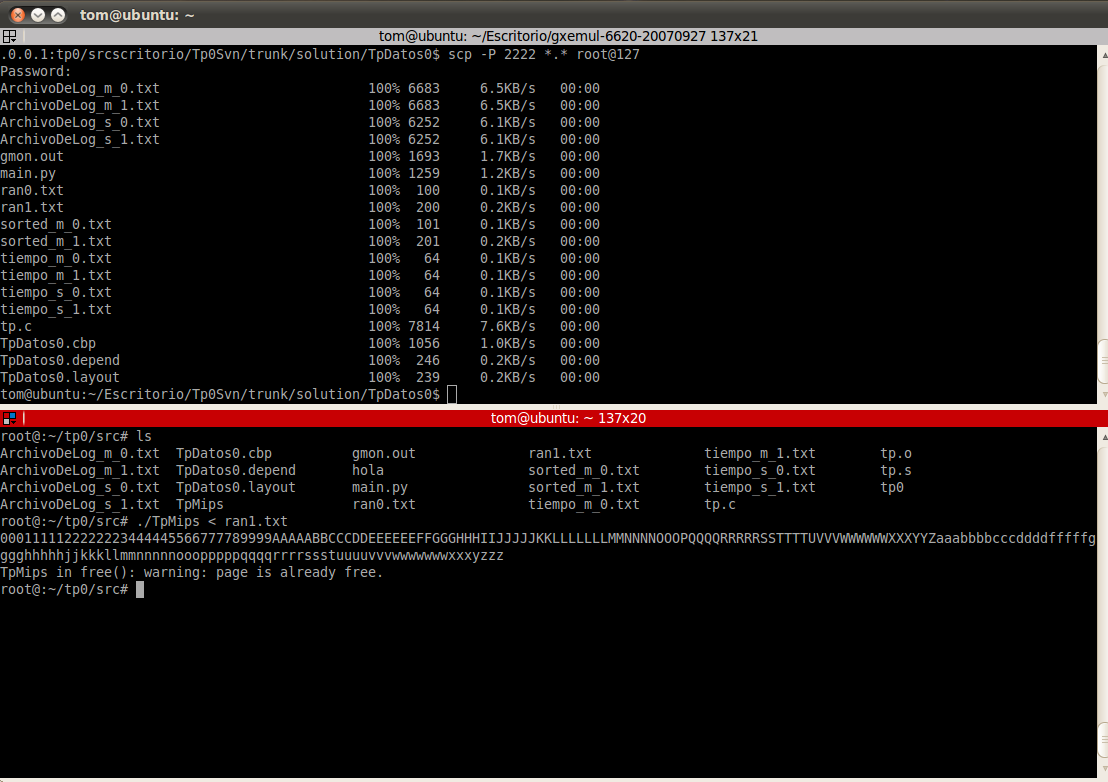 tom@ubuntu: ~
tom@ubuntu: ~/Escritorio/gxemul-6620-20070927 137x21
.0.0.1:tp0/srcscritorio/Tp0Svn/trunk/solution/TpDatos0$ scp -P 2222 *.* root@127
Password:
ArchivoDeLog_m_0.txt 100% 6683 6.5KB/s 00:00
ArchivoDeLog_m_1.txt 100% 6683 6.5KB/s 00:00
ArchivoDeLog_s_0.txt 100% 6252 6.1KB/s 00:00
ArchivoDeLog_s_1.txt 100% 6252 6.1KB/s 00:00
gmon.out 100% 1693 1.7KB/s 00:00
main.py 100% 1259 1.2KB/s 00:00
ran0.txt 100% 100 0.1KB/s 00:00
ran1.txt 100% 200 0.2KB/s 00:00
sorted_m_0.txt 100% 101 0.1KB/s 00:00
sorted_m_1.txt 100% 201 0.2KB/s 00:00
tiempo_m_0.txt 100% 64 0.1KB/s 00:00
tiempo_m_1.txt 100% 64 0.1KB/s 00:00
tiempo_s_0.txt 100% 64 0.1KB/s 00:00
tiempo_s_1.txt 100% 64 0.1KB/s 00:00
tp.c 100% 7814 7.6KB/s 00:00
TpDatos0.cbp 100% 1056 1.0KB/s 00:00
TpDatos0.depend 100% 246 0.2KB/s 00:00
TpDatos0.layout 100% 239 0.2KB/s 00:00
tom@ubuntu:~/Escritorio/Tp0Svn/trunk/solution/TpDatos0$
tom@ubuntu: ~ 137x20
root@:~/tp0/src# ls
ArchivoDeLog_m_0.txt TpDatos0.cbp gmon.out ran1.txt tiempo_m_1.txt tp.o
ArchivoDeLog_m_1.txt TpDatos0.depend hola sorted_m_0.txt tiempo_s_0.txt tp.s
ArchivoDeLog_s_0.txt TpDatos0.layout main.py sorted_m_1.txt tiempo_s_1.txt tp0
ArchivoDeLog_s_1.txt TpMips ran0.txt tiempo_m_0.txt tp.c
root@:~/tp0/src# ./TpMips < ran1.txt
0001111122222223444445566777789999AAAAABBCCCDDEEEEEEFFGGGHHHIIJJJJJKKLLLLLLLMMNNNNOOOPQQQQRRRRRSSTTTTUVVVWWWWWWXXXYYZaaabbbbcccddddfffffg
gggghhhhhjjkkkllmmnnnnnoooppppp​qqqqrrrrssstuuuuvvvwwwwwwwxxxyzzz
TpMips in free(): warning: page is already free.
root@:~/tp0/src#